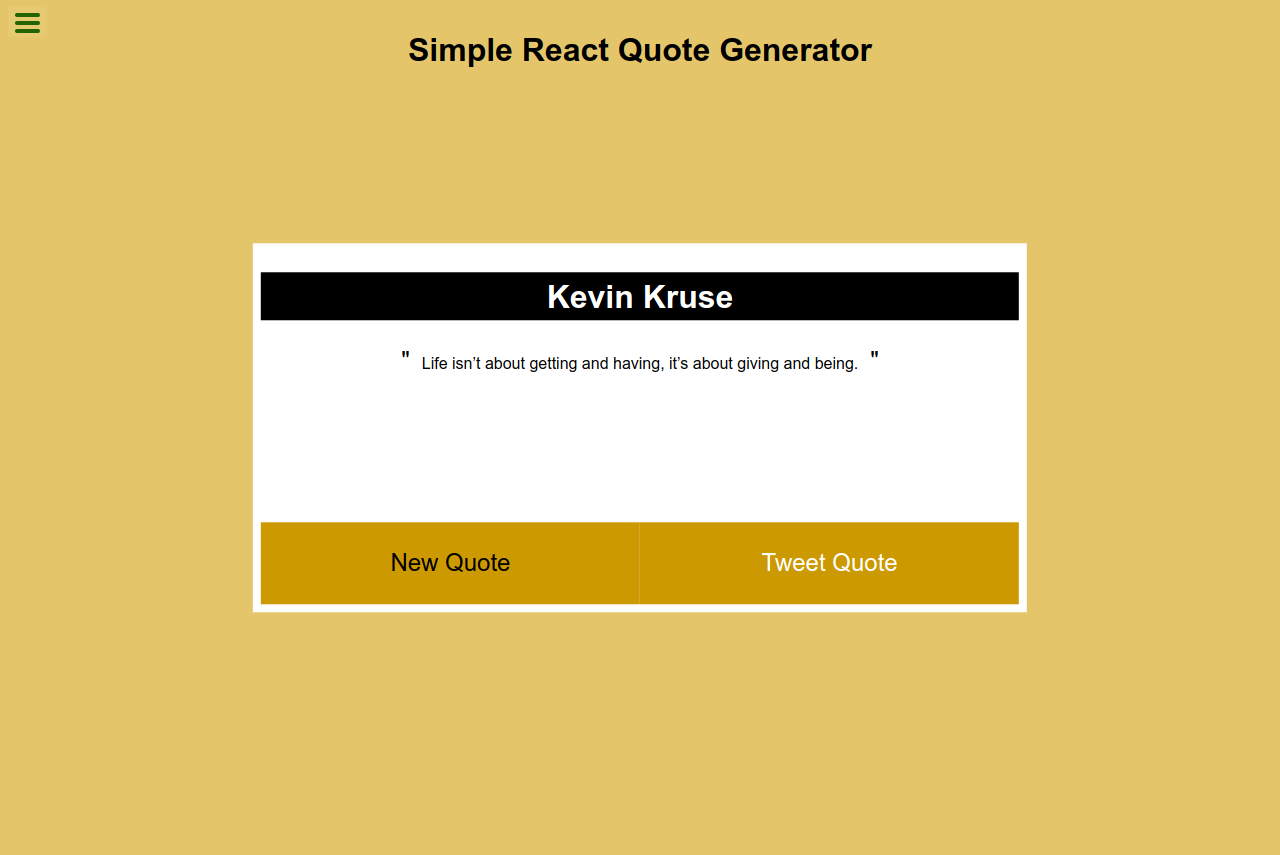 Simple React Quote Generator
Kevin Kruse
" Life isn’t about getting and having, it’s about giving and being. "
New Quote
Tweet Quote